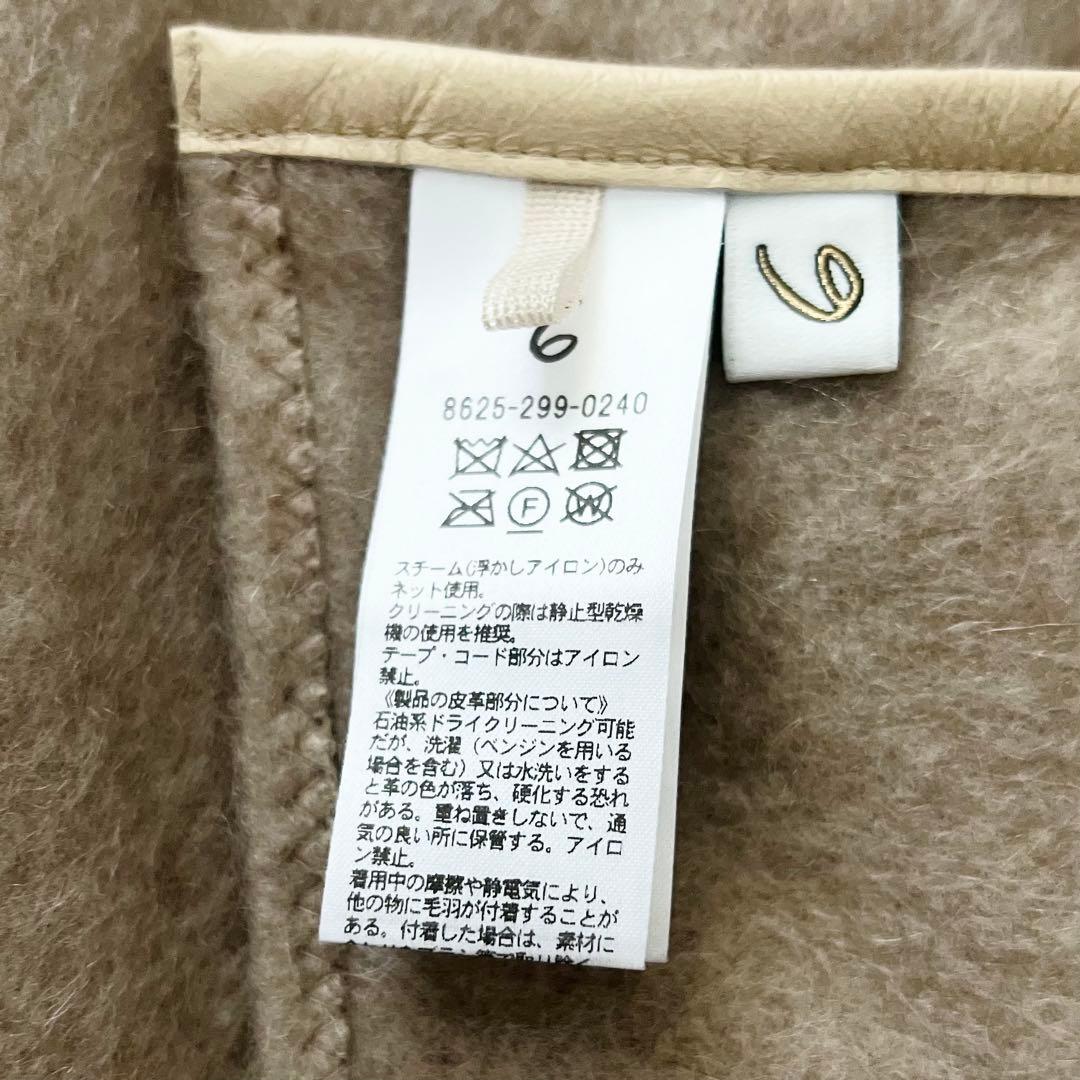 6
6
8625-299-0240
F
W
スチーム(浮かしアイロン)のみ
ネット使用。
クリーニングの際は静止型乾燥
機の使用を推奨。
テープ・コード部分はアイロン
禁止。
《製品の皮革部分について》
石油系ドライクリーニング可能
だが、洗濯(ベンジンを用いる
場合を含む)又は水洗いをする
と革の色が落ち、硬化する恐れ
がある。重ね置きしないで、通
気の良い所に保管する。アイロ
ン禁止。
着用中の摩擦や静電気により、
他の物に毛羽が付着することが
ある。付着した場合は、素材に